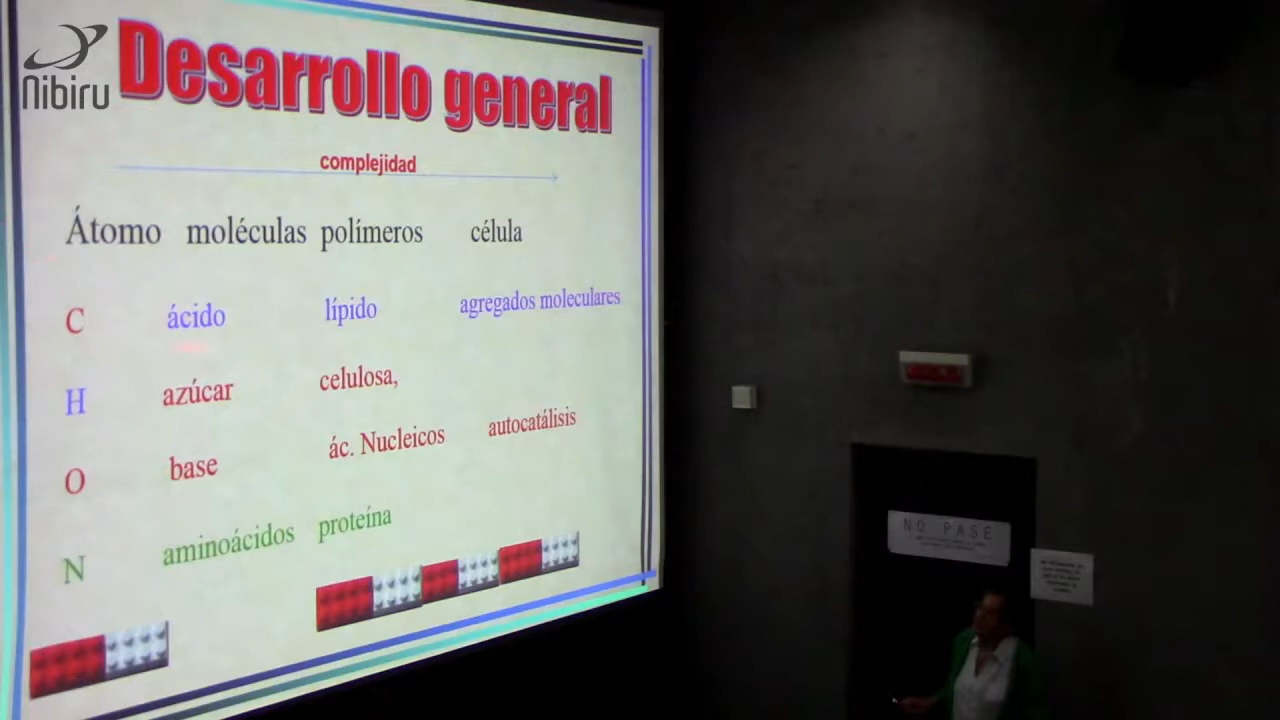 nibiru
Desarrollo general
complejidad
Átomo moléculas polímeros célula
C ácido lípido agregados moleculares
H azúcar celulosa,
O base ác. Nucleicos autocatálisis
N aminoácidos proteína
NO PASE